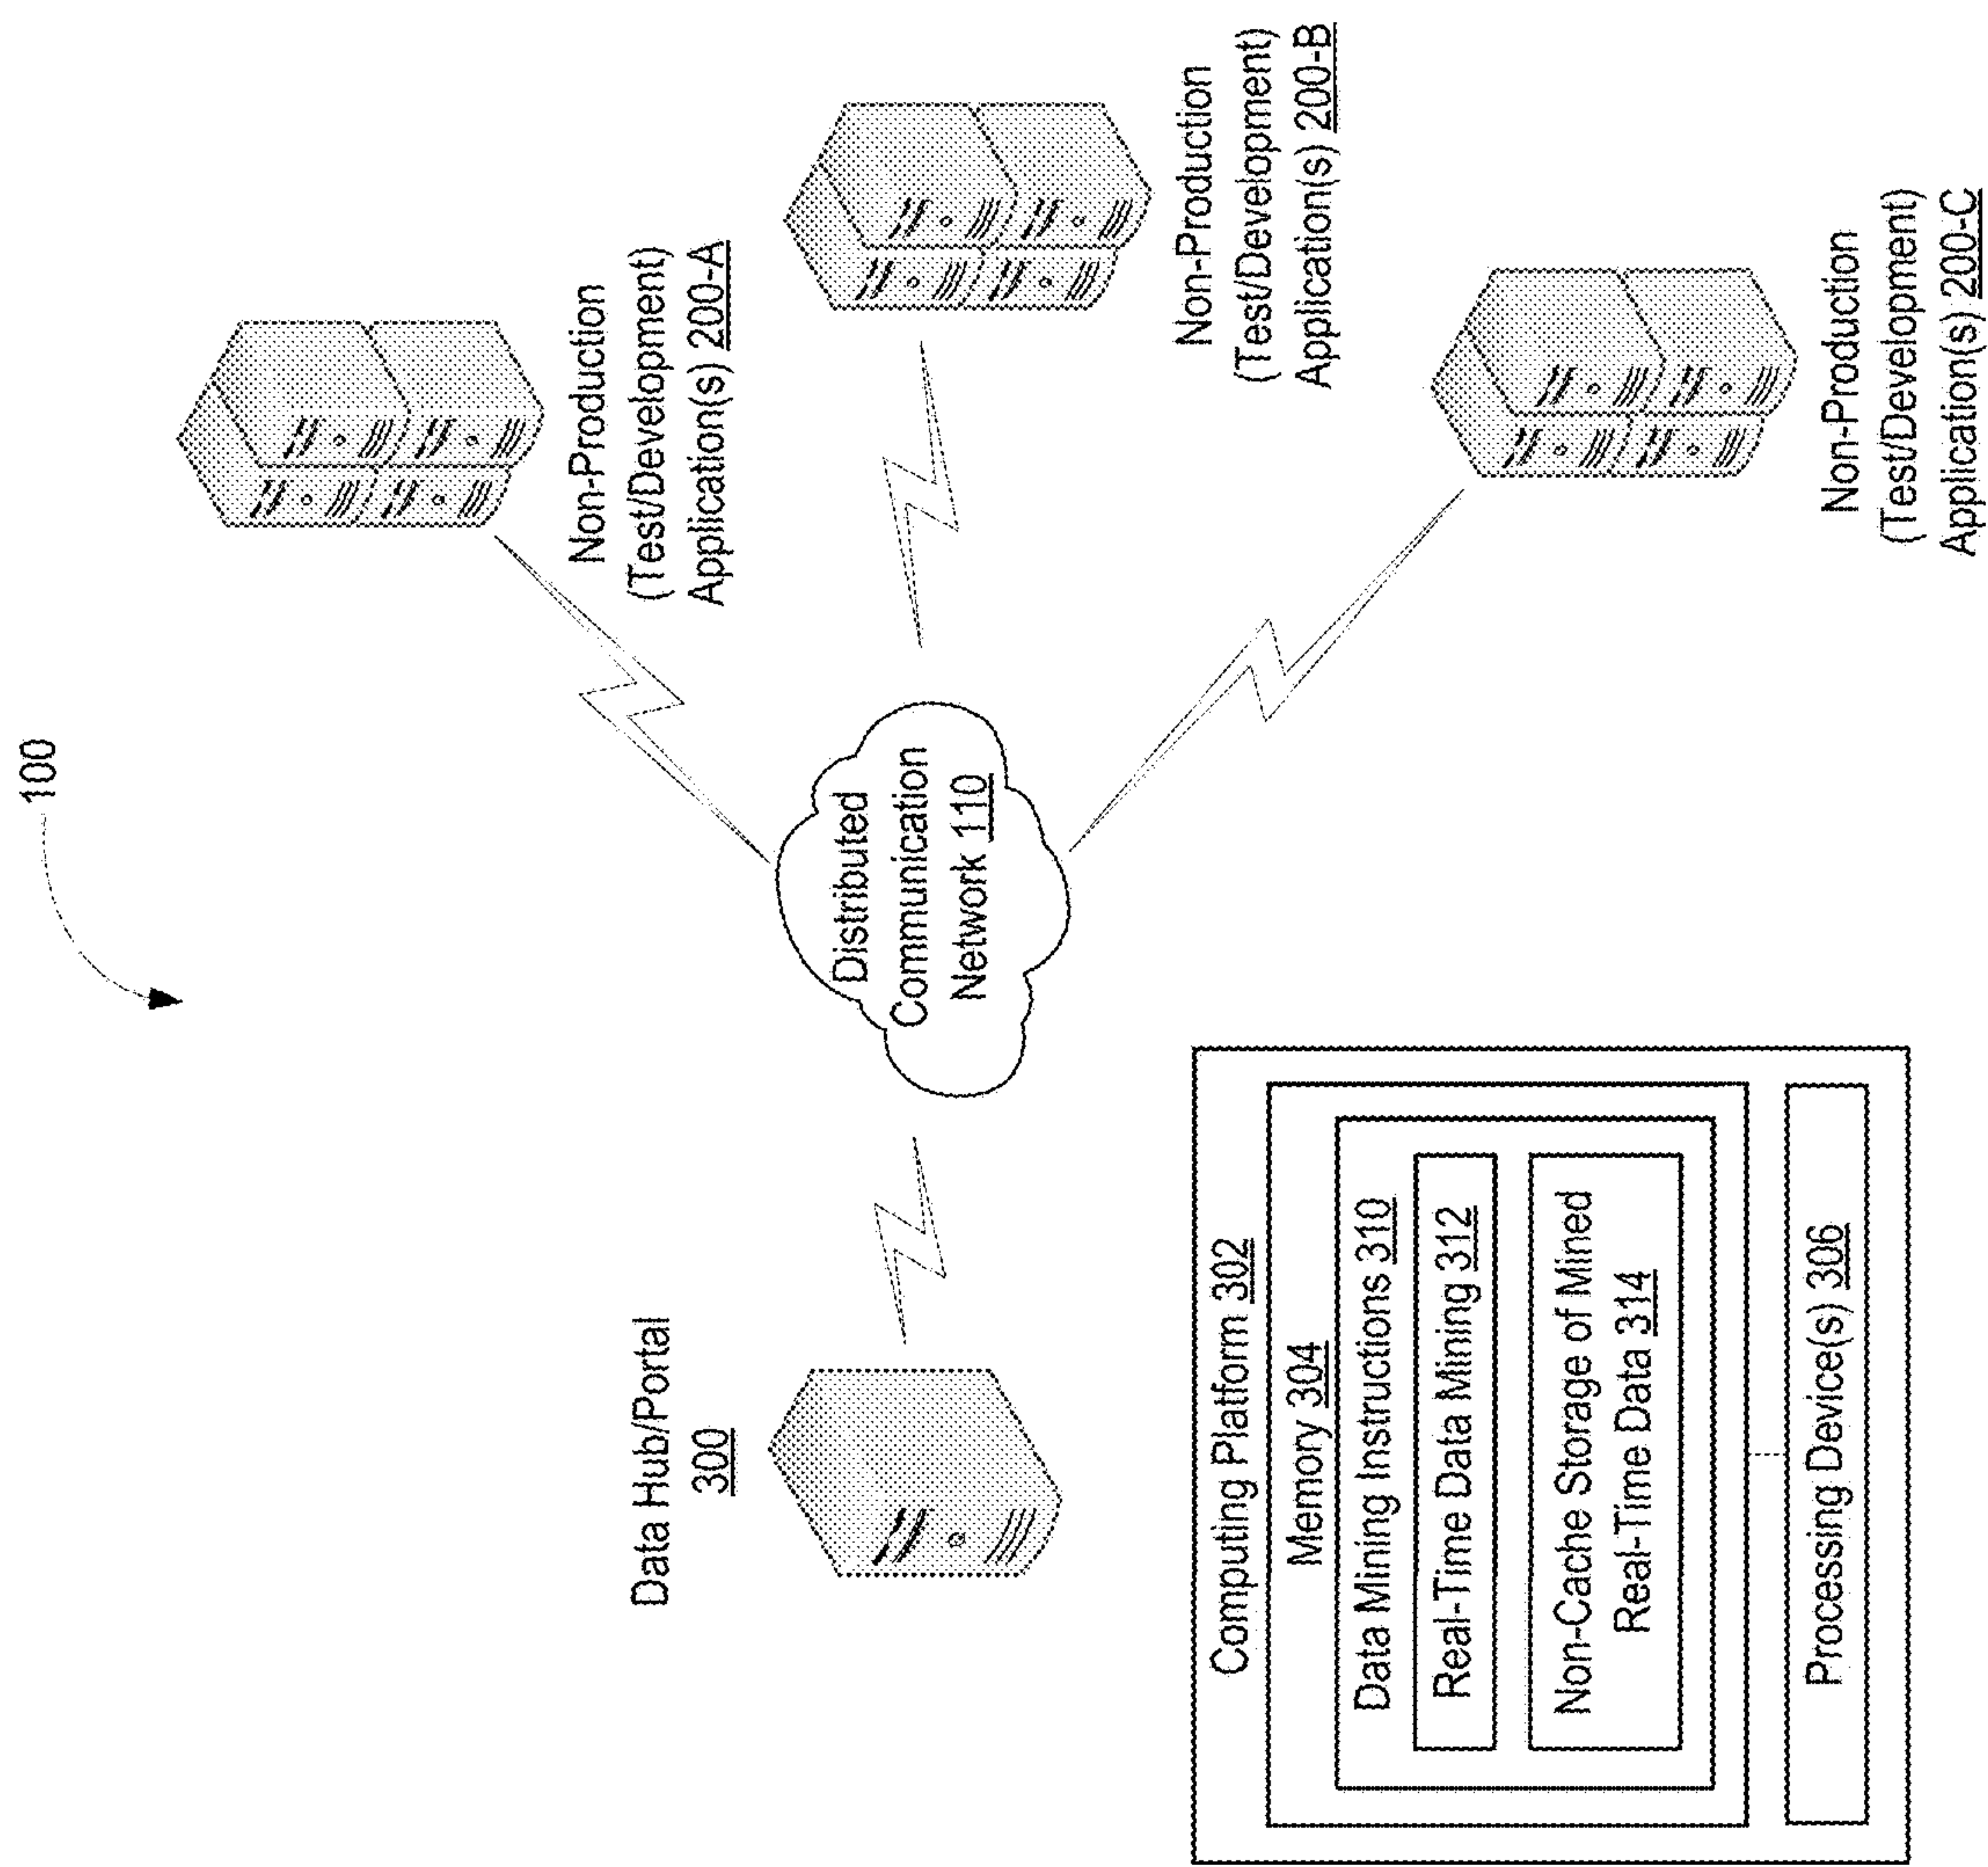 100
Non-Production
(Test/Development)
Application(s) 200-A
Data Hub/Portal
300
Distributed
Communication
Network 110
Non-Production
(Test/Development)
Application(s) 200-B
Computing Platform 302
Memory 304
Data Mining Instructions 310
Real-Time Data Mining 312
Non-Cache Storage of Mined
Real-Time Data 314
Processing Device(s) 306
Non-Production
(Test/Development)
Application(s) 200-C